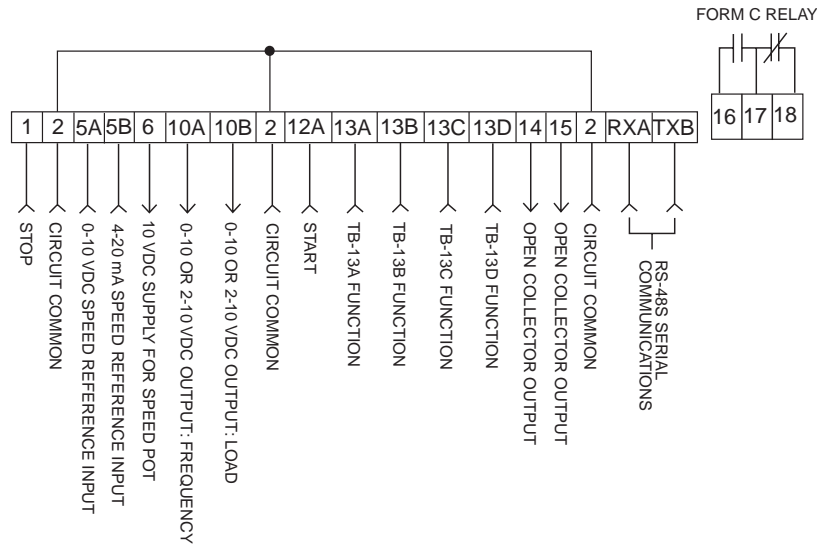 FORM C RELAY
1 2 5A 5B 6 10A 10B 2 12A 13A 13B 13C 13D 14 15 2 RXA TXB
16 17 18
STOP
CIRCUIT COMMON
0-10 VDC SPEED REFERENCE INPUT
4-20 mA SPEED REFERENCE INPUT
10 VDC SUPPLY FOR SPEED POT
0-10 OR 2-10 VDC OUTPUT: FREQUENCY
0-10 OR 2-10 VDC OUTPUT: LOAD
CIRCUIT COMMON
START
TB-13A FUNCTION
TB-13B FUNCTION
TB-13C FUNCTION
TB-13D FUNCTION
OPEN COLLECTOR OUTPUT
OPEN COLLECTOR OUTPUT
CIRCUIT COMMON
RS-48S SERIAL
COMMUNICATIONS